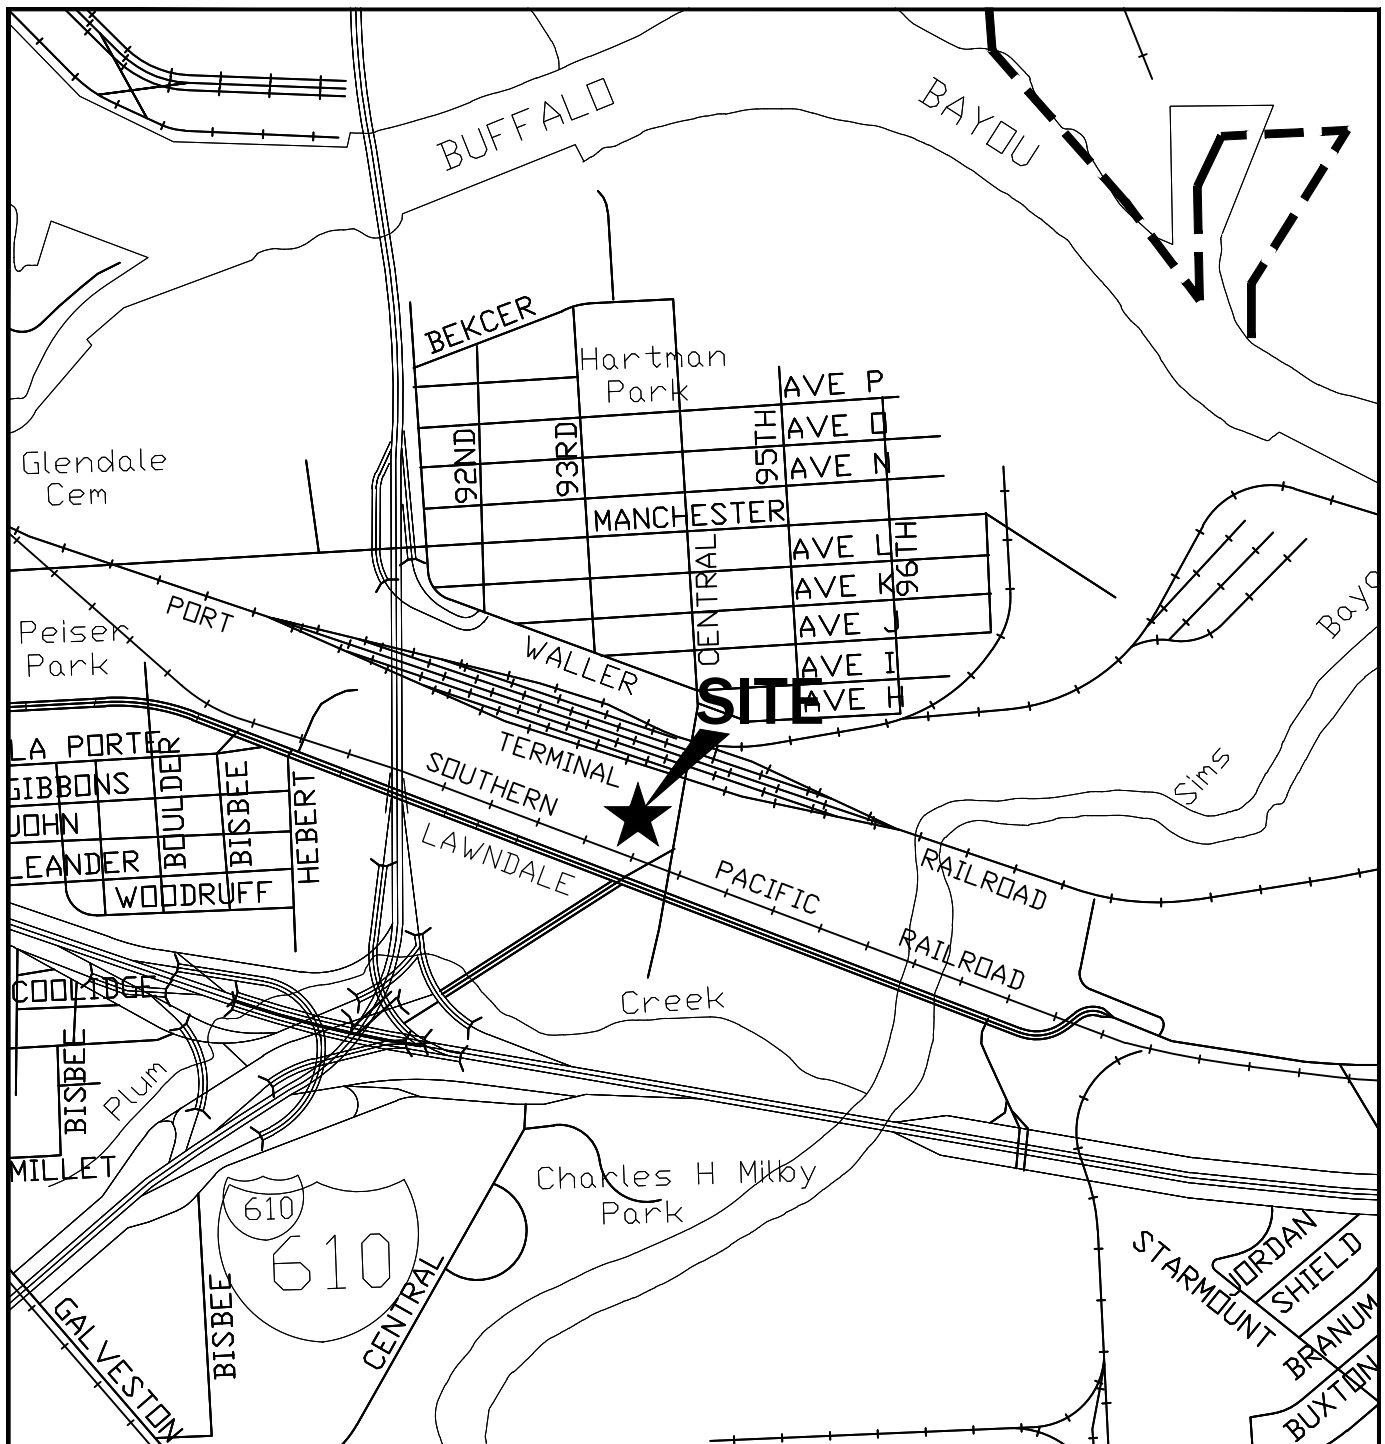 BUFFALO
BAYOU
BEKCER
Hartman
Park
AVE P
AVE O
AVE N
92ND
93RD
95TH
Glendale
Cem
MANCHESTER
AVE L
96TH
AVE K
CENTRAL
AVE J
PORT
Peiser
Park
WALLER
AVE I
AVE H
SITE
Sims
LA PORTE
TERMINAL
SOUTHERN
GIBBONS
BOULDER
BISBEE
HEBERT
JOHN
LAWNDALE
LEANDER
PACIFIC
RAILROAD
WOODRUFF
RAILROAD
COOLIDGE
Creek
BISBEE
Plum
MILLET
Charles H Milby
Park
610
610
BISBEE
CENTRAL
GALVESTON
STARMOUNT
JORDAN
SHIELD
BRANUM
BUXTON